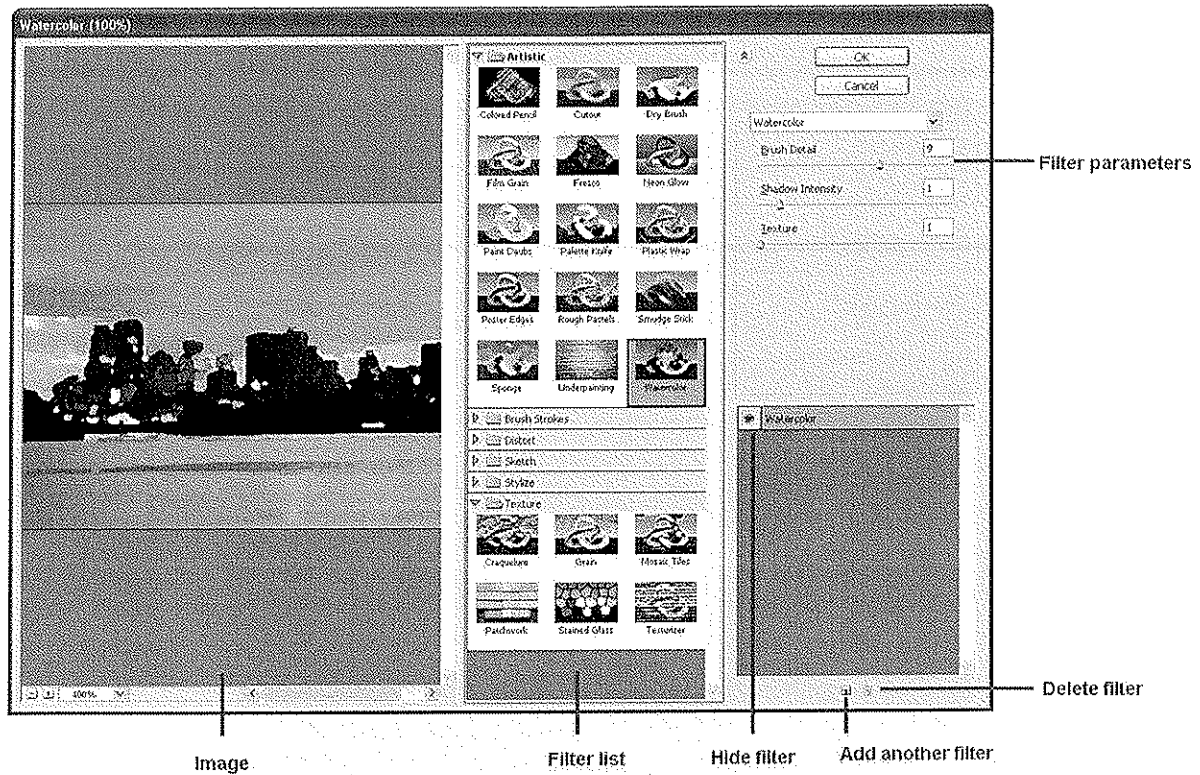 Watercolor (100%)
Artistic
Colored Pencil
Cutout
Dry Brush
Film Grain
Fresco
Neon Glow
Paint Daubs
Palette Knife
Plastic Wrap
Poster Edges
Rough Pastels
Smudge Stick
Sponge
Underpainting
Watercolor
Brush Strokes
Distort
Sketch
Stylize
Texture
Craquelure
Grain
Mosaic Tiles
Patchwork
Stained Glass
Texturizer
100%
OK
Cancel
Watercolor
Brush Detail 9
Shadow Intensity 1
Texture 1
Watercolor
Filter parameters
Delete filter
Image
Filter list
Hide filter
Add another filter